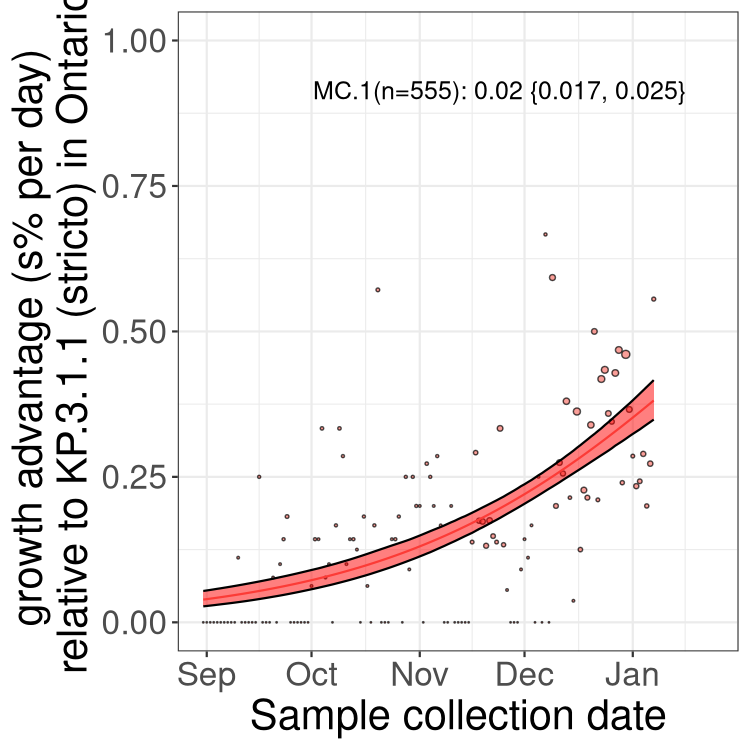 growth advantage (s% per day)
relative to KP.3.1.1 (stricto) in Ontario
1.00
0.75
0.50
0.25
0.00
MC.1(n=555): 0.02 {0.017, 0.025}
Sep Oct Nov Dec Jan
Sample collection date